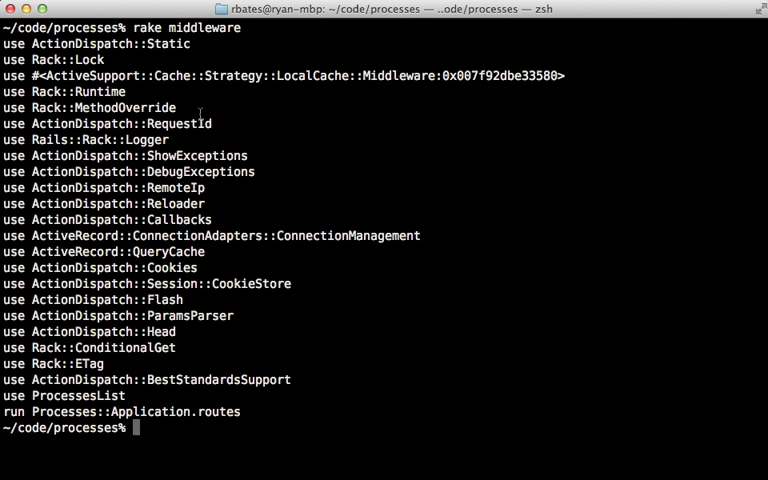 rbates@ryan-mbp: ~/code/processes — ..ode/processes — zsh
~/code/processes% rake middleware
use ActionDispatch::Static
use Rack::Lock
use #<ActiveSupport::Cache::Strategy::LocalCache::Middleware:0x007f92dbe33580>
use Rack::Runtime
use Rack::MethodOverride
use ActionDispatch::RequestId
use Rails::Rack::Logger
use ActionDispatch::ShowExceptions
use ActionDispatch::DebugExceptions
use ActionDispatch::RemoteIp
use ActionDispatch::Reloader
use ActionDispatch::Callbacks
use ActiveRecord::ConnectionAdapters::ConnectionManagement
use ActiveRecord::QueryCache
use ActionDispatch::Cookies
use ActionDispatch::Session::CookieStore
use ActionDispatch::Flash
use ActionDispatch::ParamsParser
use ActionDispatch::Head
use Rack::ConditionalGet
use Rack::ETag
use ActionDispatch::BestStandardsSupport
use ProcessesList
run Processes::Application.routes
~/code/processes%